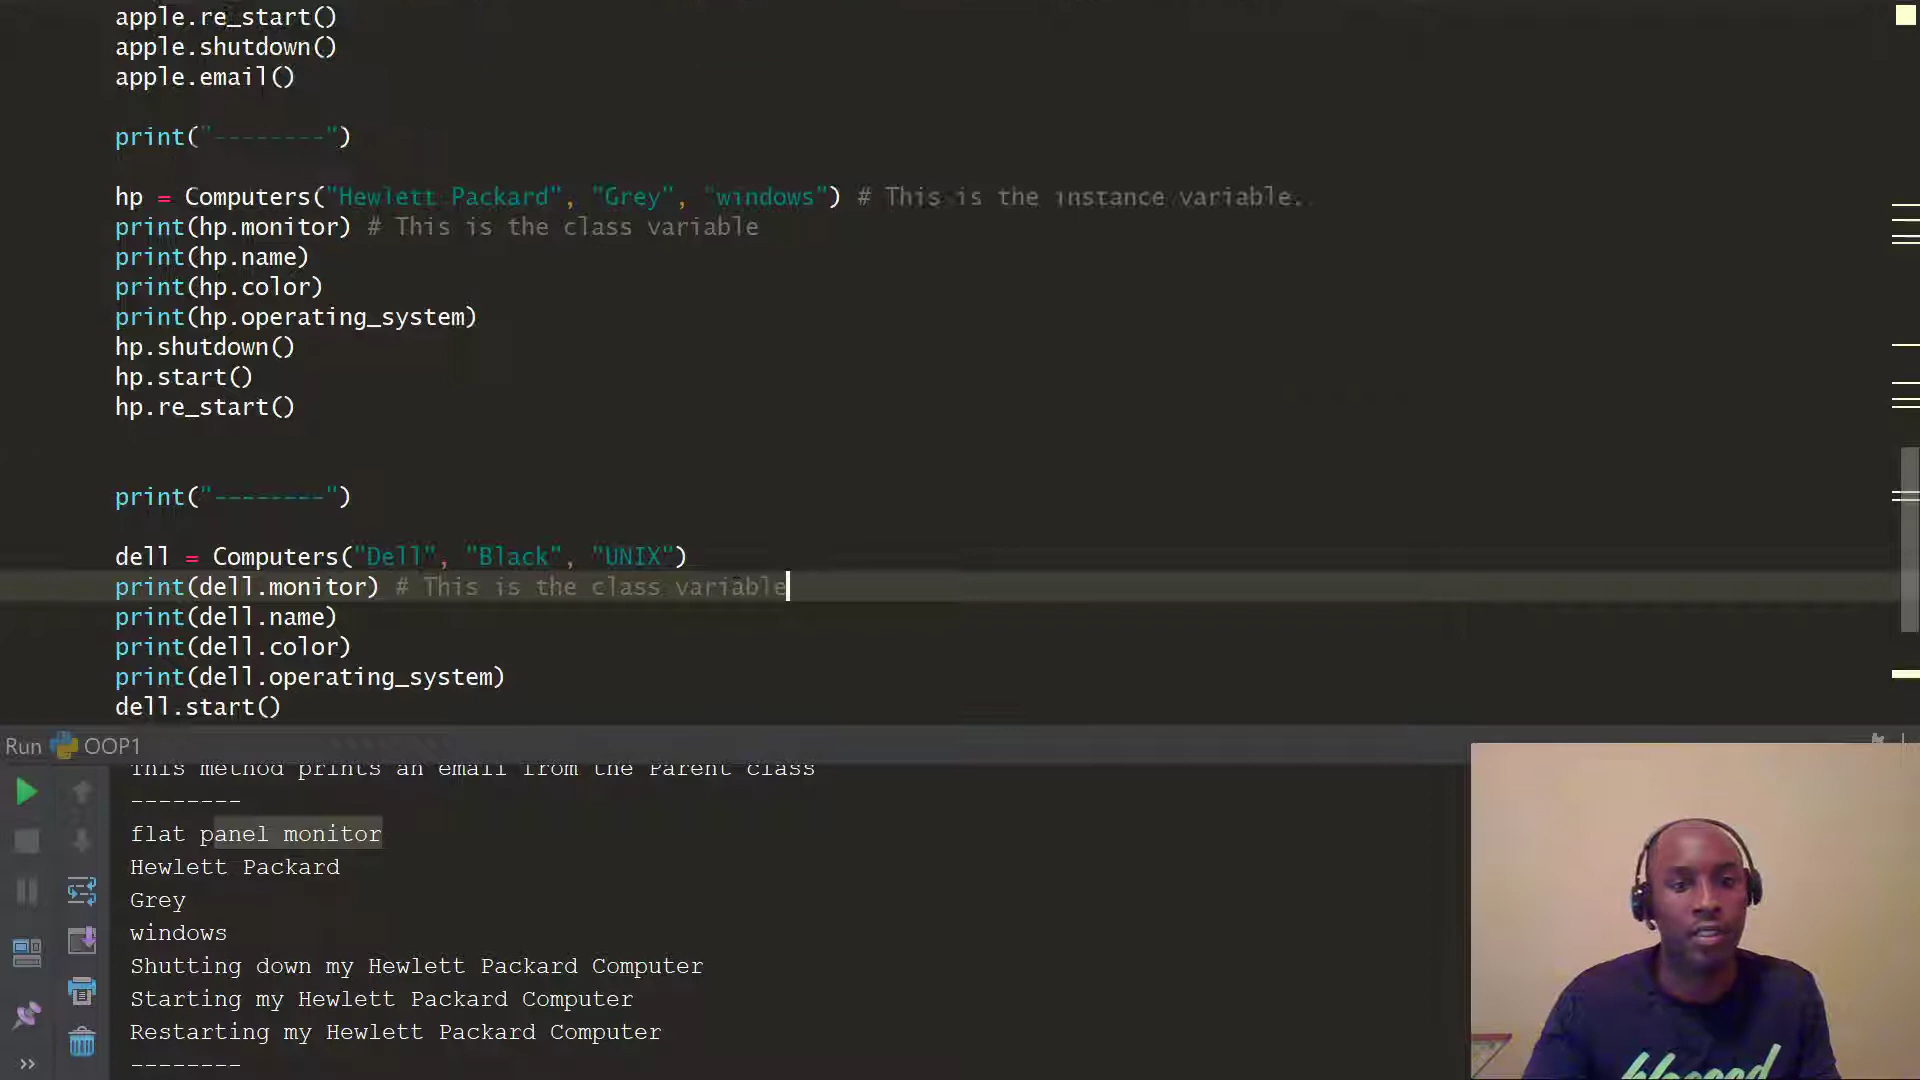 apple.re_start()
apple.shutdown()
apple.email()
print("--------")
hp = Computers("Hewlett Packard", "Grey", "windows") # This is the instance variable.
print(hp.monitor) # This is the class variable
print(hp.name)
print(hp.color)
print(hp.operating_system)
hp.shutdown()
hp.start()
hp.re_start()
print("--------")
dell = Computers("Dell", "Black", "UNIX")
print(dell.monitor) # This is the class variable
print(dell.name)
print(dell.color)
print(dell.operating_system)
dell.start()
Run OOP1
This method prints an email from the Parent class
--------
flat panel monitor
Hewlett Packard
Grey
windows
Shutting down my Hewlett Packard Computer
Starting my Hewlett Packard Computer
Restarting my Hewlett Packard Computer
--------
blessed